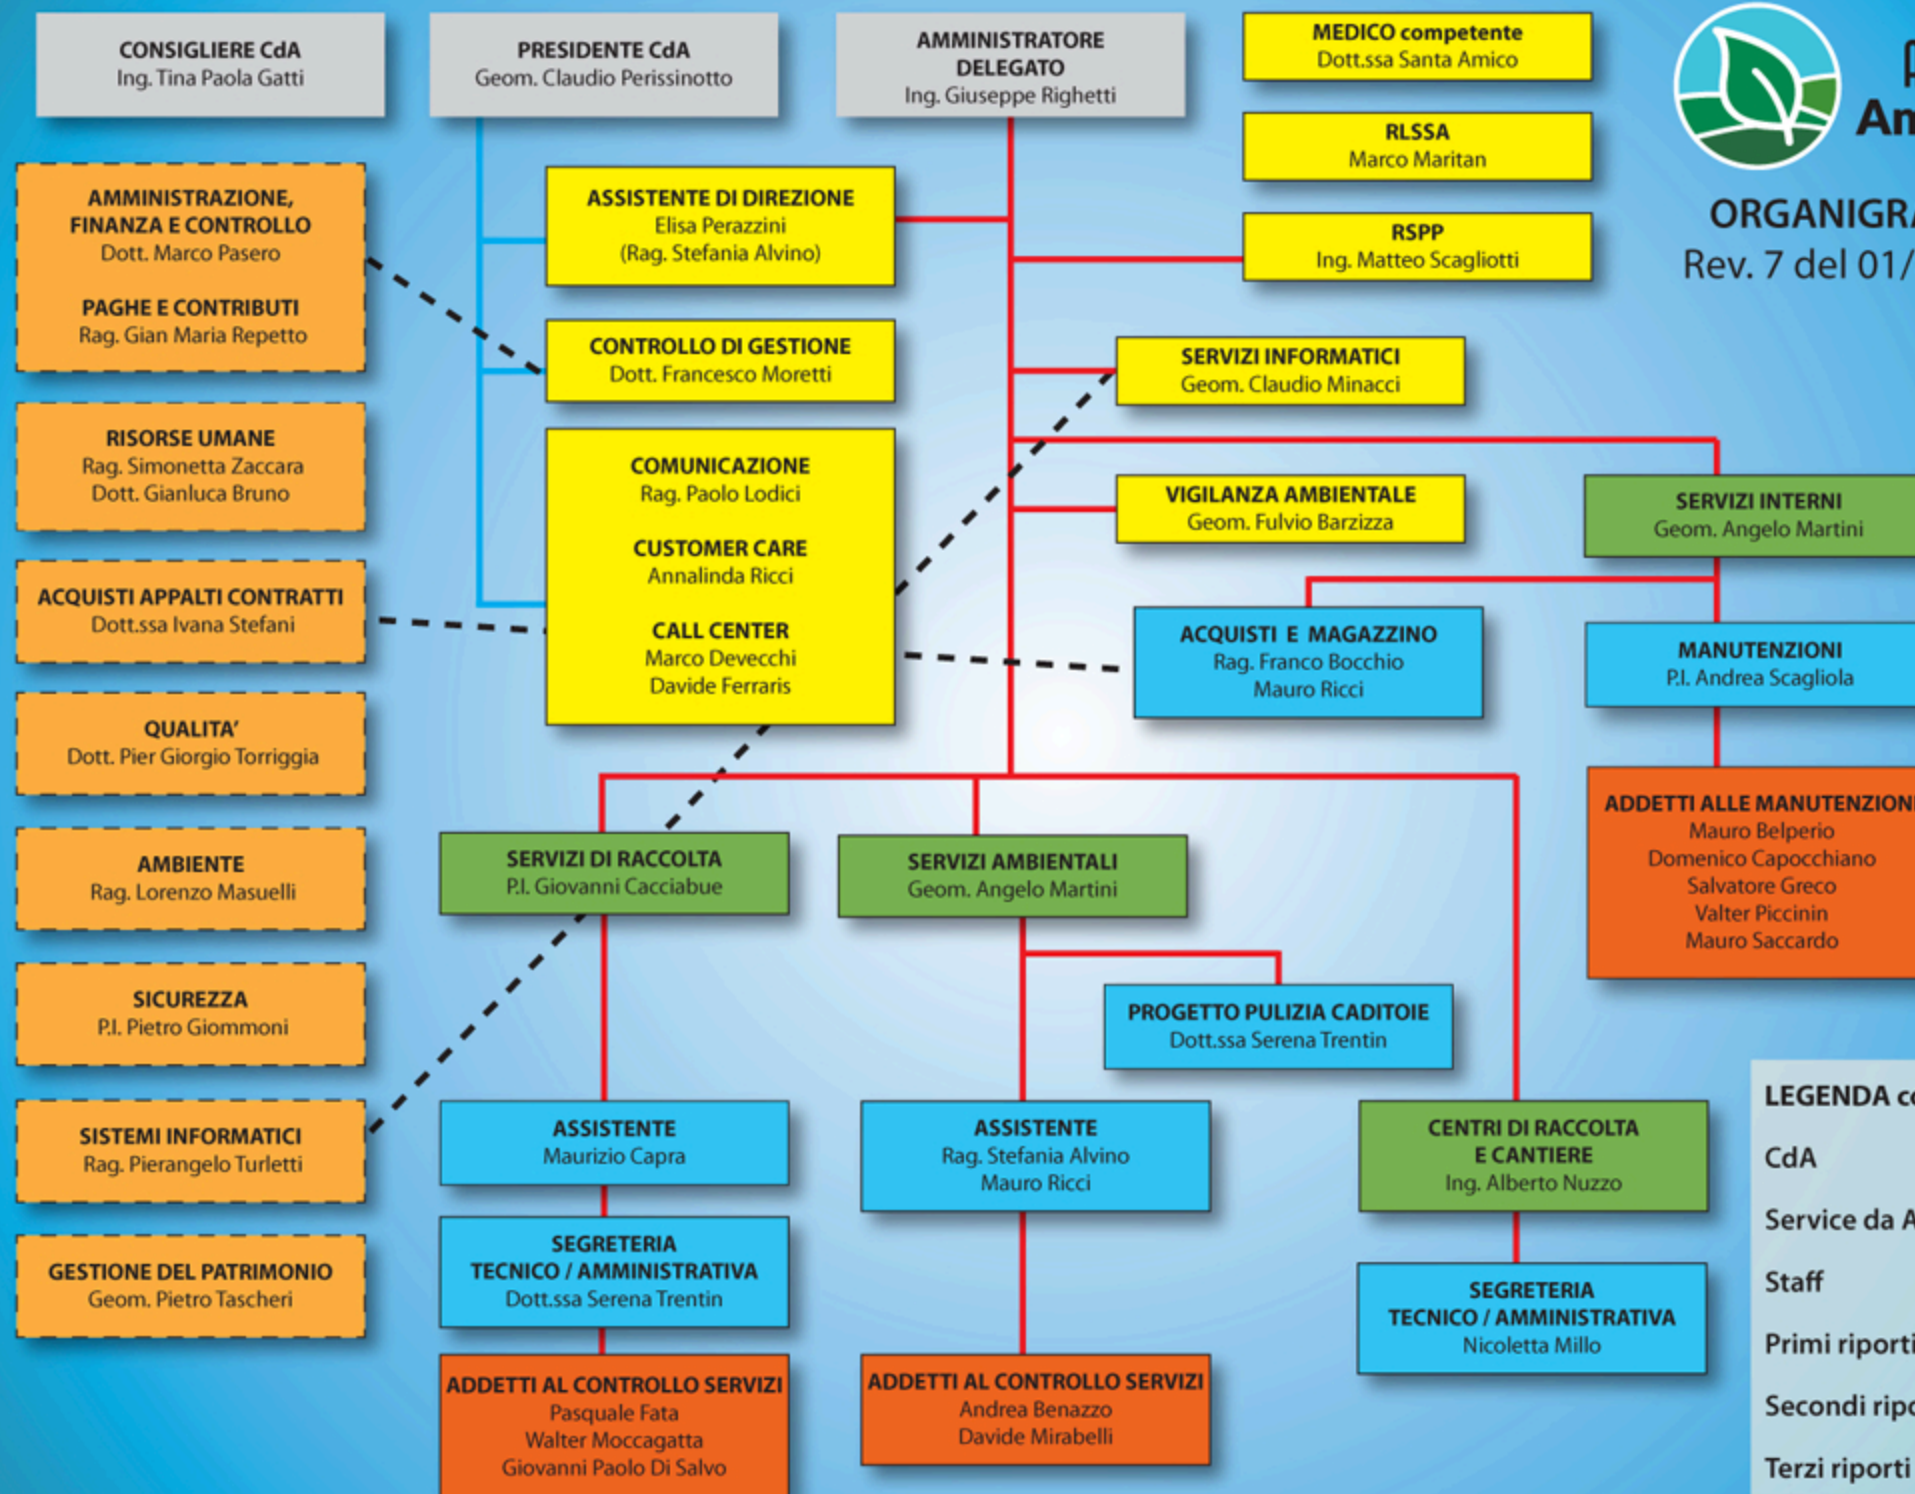 CONSIGLIERE CdA
Ing. Tina Paola Gatti
PRESIDENTE CdA
Geom. Claudio Perissinotto
AMMINISTRATORE
DELEGATO
Ing. Giuseppe Righetti
MEDICO competente
Dott.ssa Santa Amico
RLSSA
Marco Maritan
RSPP
Ing. Matteo Scagliotti
ORGANIGRA
Rev. 7 del 01/
AMMINISTRAZIONE,
FINANZA E CONTROLLO
Dott. Marco Pasero
PAGHE E CONTRIBUTI
Rag. Gian Maria Repetto
ASSISTENTE DI DIREZIONE
Elisa Perazzini
(Rag. Stefania Alvino)
CONTROLLO DI GESTIONE
Dott. Francesco Moretti
SERVIZI INFORMATICI
Geom. Claudio Minacci
RISORSE UMANE
Rag. Simonetta Zaccara
Dott. Gianluca Bruno
COMUNICAZIONE
Rag. Paolo Lodici
CUSTOMER CARE
Annalinda Ricci
CALL CENTER
Marco Devecchi
Davide Ferraris
VIGILANZA AMBIENTALE
Geom. Fulvio Barzizza
SERVIZI INTERNI
Geom. Angelo Martini
ACQUISTI APPALTI CONTRATTI
Dott.ssa Ivana Stefani
ACQUISTI E MAGAZZINO
Rag. Franco Bocchio
Mauro Ricci
MANUTENZIONI
P.I. Andrea Scagliola
QUALITA'
Dott. Pier Giorgio Torriggia
ADDETTI ALLE MANUTENZIONI
Mauro Belperio
Domenico Capocchiano
Salvatore Greco
Valter Piccinin
Mauro Saccardo
AMBIENTE
Rag. Lorenzo Masuelli
SERVIZI DI RACCOLTA
P.I. Giovanni Cacciabue
SERVIZI AMBIENTALI
Geom. Angelo Martini
SICUREZZA
P.I. Pietro Giommoni
PROGETTO PULIZIA CADITOIE
Dott.ssa Serena Trentin
SISTEMI INFORMATICI
Rag. Pierangelo Turletti
ASSISTENTE
Maurizio Capra
ASSISTENTE
Rag. Stefania Alvino
Mauro Ricci
CENTRI DI RACCOLTA
E CANTIERE
Ing. Alberto Nuzzo
GESTIONE DEL PATRIMONIO
Geom. Pietro Tascheri
SEGRETERIA
TECNICO / AMMINISTRATIVA
Dott.ssa Serena Trentin
SEGRETERIA
TECNICO / AMMINISTRATIVA
Nicoletta Millo
ADDETTI AL CONTROLLO SERVIZI
Pasquale Fata
Walter Moccagatta
Giovanni Paolo Di Salvo
ADDETTI AL CONTROLLO SERVIZI
Andrea Benazzo
Davide Mirabelli
LEGENDA co
CdA
Service da A
Staff
Primi riporti
Secondi ripo
Terzi riporti